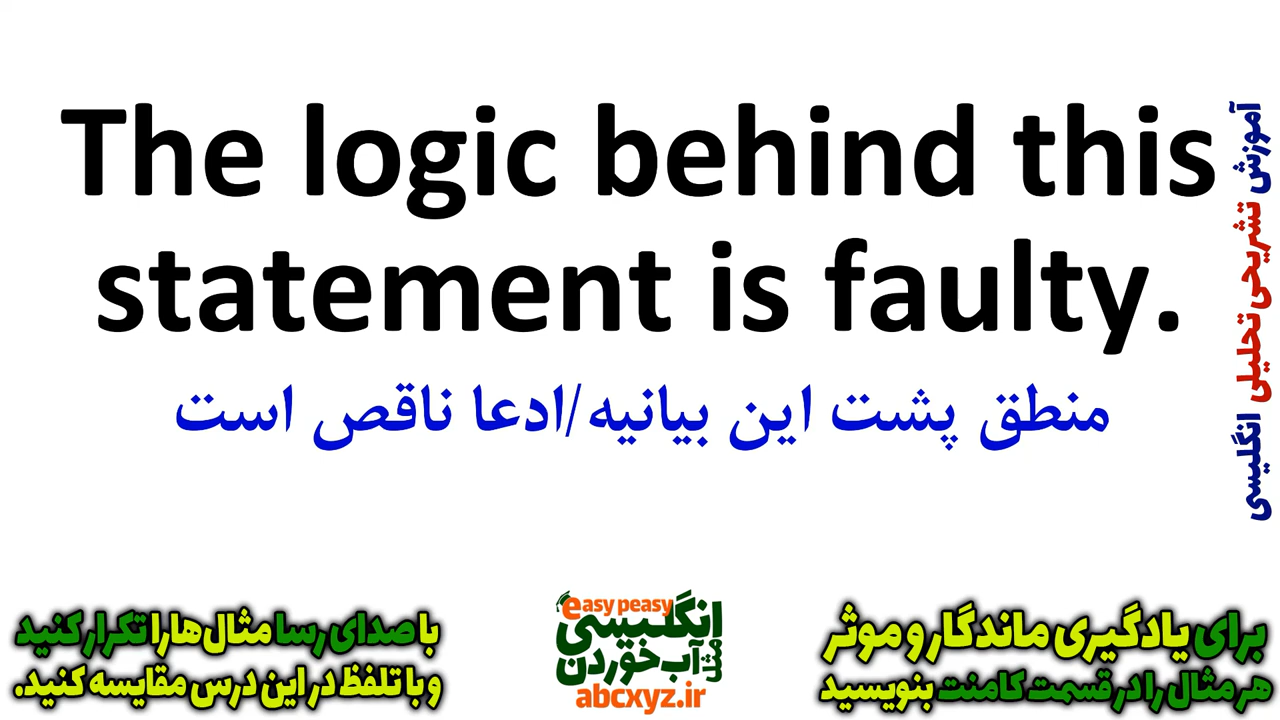 The logic behind this
statement is faulty.
منطق پشت این بیانیه/ادعا ناقص است
آموزش تشریحی تحلیلی انگلیسی
برای یادگیری ماندگار و موثر
هر مثال را در قسمت کامنت بنویسید
easy peasy
انگلیسی
مثل آب خوردن
abcxyz.ir
با صدای رسا مثال‌ها را تکرار کنید
و با تلفظ در این درس مقایسه کنید.